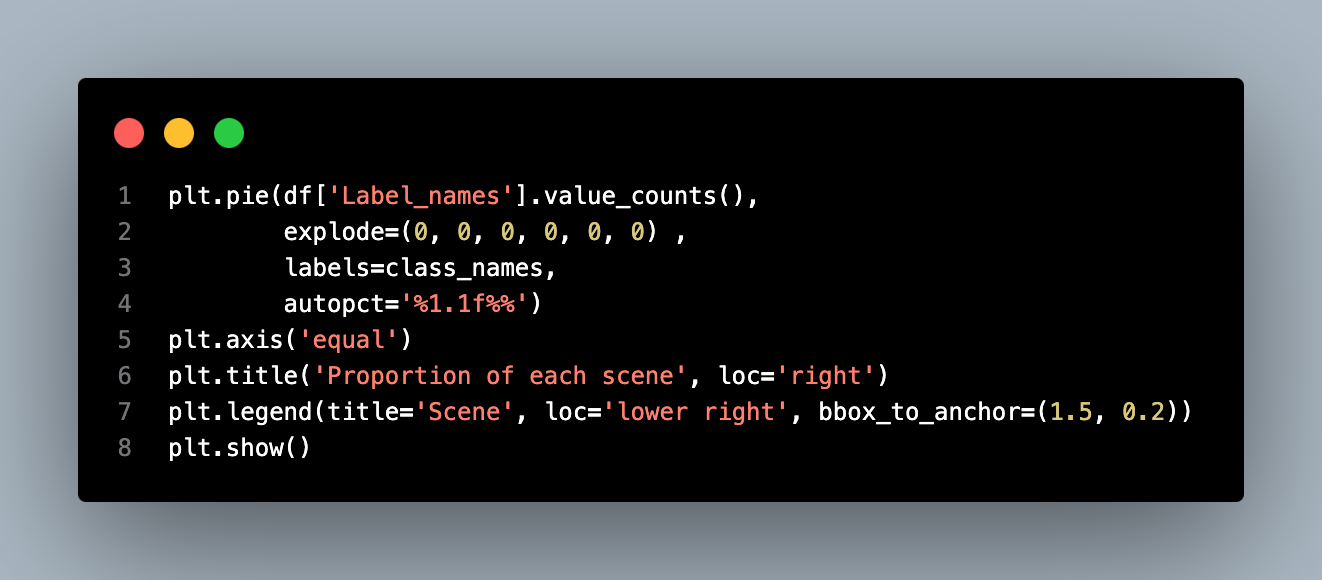 1 plt.pie(df['Label_names'].value_counts(),
2         explode=(0, 0, 0, 0, 0, 0) ,
3         labels=class_names,
4         autopct='%1.1f%%')
5 plt.axis('equal')
6 plt.title('Proportion of each scene', loc='right')
7 plt.legend(title='Scene', loc='lower right', bbox_to_anchor=(1.5, 0.2))
8 plt.show()